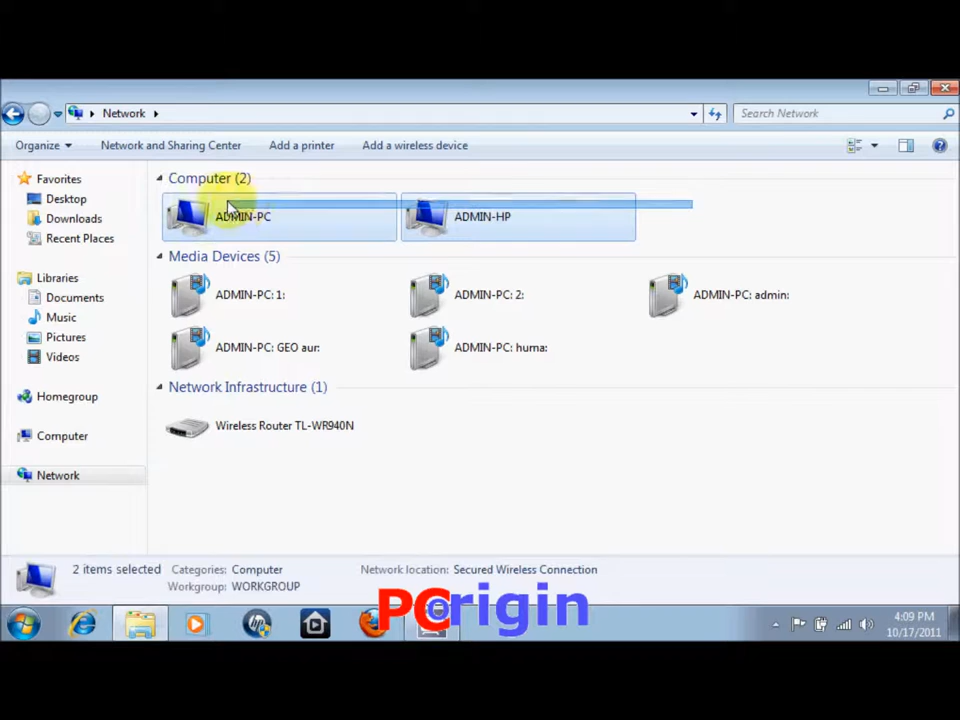 Network
Search Network
Organize
Network and Sharing Center
Add a printer
Add a wireless device
Favorites
Desktop
Downloads
Recent Places
Libraries
Documents
Music
Pictures
Videos
Homegroup
Computer
Network
Computer (2)
ADMIN-PC
ADMIN-HP
Media Devices (5)
ADMIN-PC: 1:
ADMIN-PC: 2:
ADMIN-PC: admin:
ADMIN-PC: GEO aur:
ADMIN-PC: huma:
Network Infrastructure (1)
Wireless Router TL-WR940N
2 items selected
Categories: Computer
Network location: Secured Wireless Connection
Workgroup: WORKGROUP
PCorigin
4:09 PM
10/17/2011